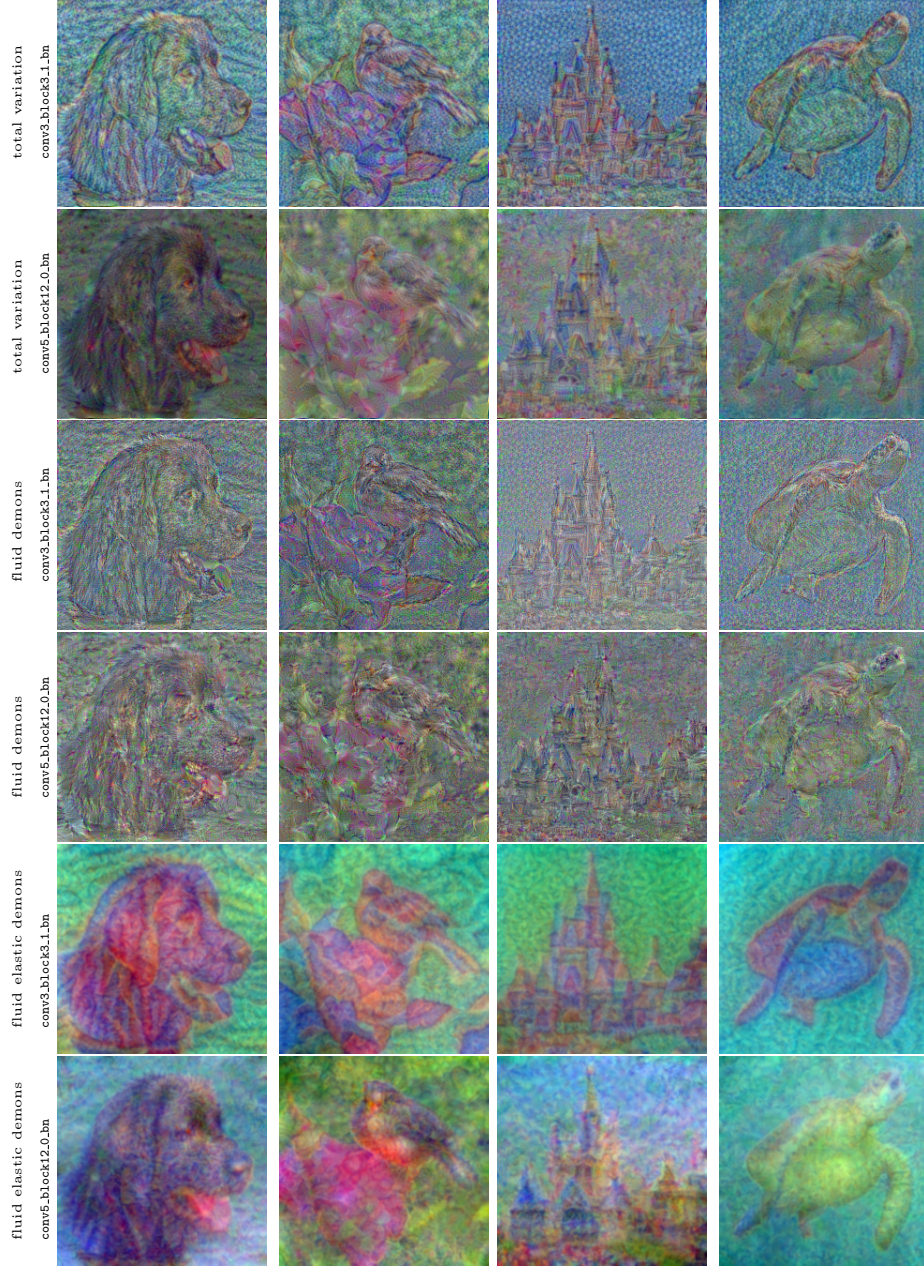 total variation
conv3_block3_1_bn
total variation
conv5_block12_0_bn
fluid demons
conv3_block3_1_bn
fluid demons
conv5_block12_0_bn
fluid elastic demons
conv3_block3_1_bn
fluid elastic demons
conv5_block12_0_bn